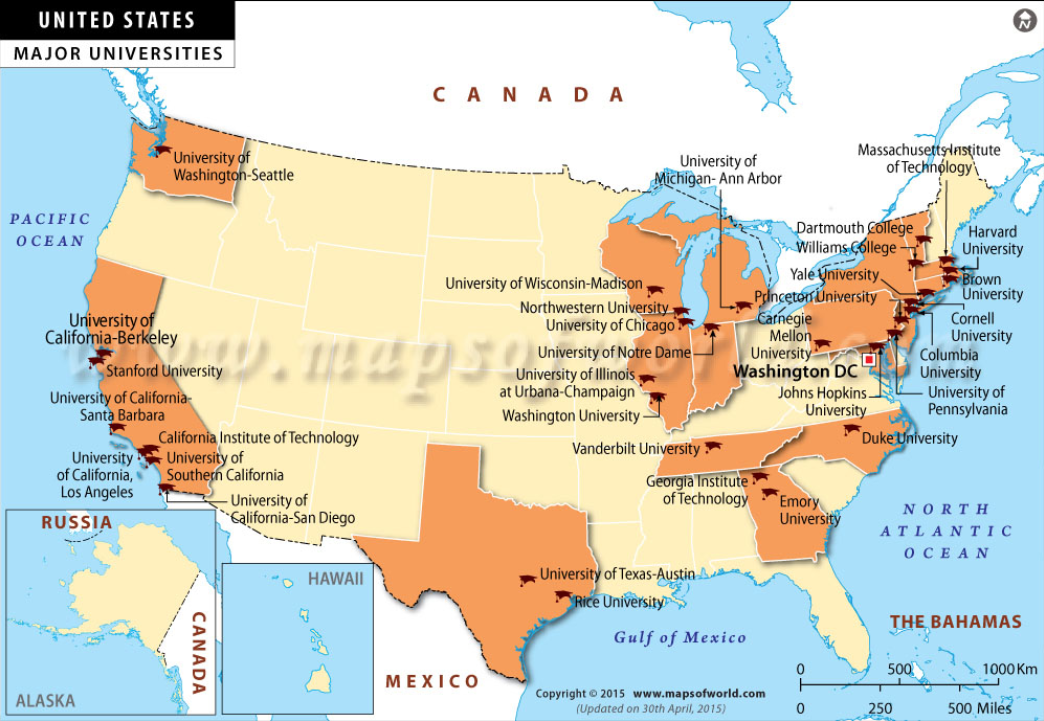 UNITED STATES
MAJOR UNIVERSITIES
N
CANADA
PACIFIC
OCEAN
University of
Washington-Seattle
University of
Michigan- Ann Arbor
Massachusetts Institute
of Technology
Dartmouth College
Williams College
Harvard
University
Yale University
Brown
University
University of Wisconsin-Madison
Princeton University
Northwestern University
University of Chicago
Carnegie
Mellon
University
Cornell
University
University of
California-Berkeley
Stanford University
www.mapsofworld.com
University of Notre Dame
Washington DC
Columbia
University
University of Illinois
at Urbana-Champaign
Johns Hopkins
University
University of
Pennsylvania
University of California-
Santa Barbara
Washington University
California Institute of Technology
Vanderbilt University
Duke University
University
of California,
Los Angeles
University of
Southern California
Georgia Institute
of Technology
Emory
University
University of
California-San Diego
NORTH
ATLANTIC
OCEAN
RUSSIA
CANADA
ALASKA
HAWAII
University of Texas-Austin
Rice University
Gulf of Mexico
THE BAHAMAS
MEXICO
0 500 1000 Km
0 250 500 Miles
Copyright © 2015 www.mapsofworld.com
(Updated on 30th April, 2015)